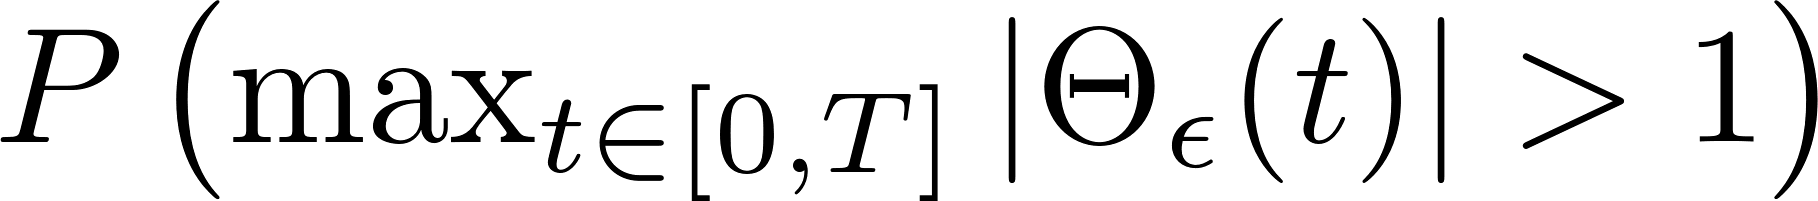 P (max_{t∈[0,T]} |Θ_ϵ(t)| > 1)